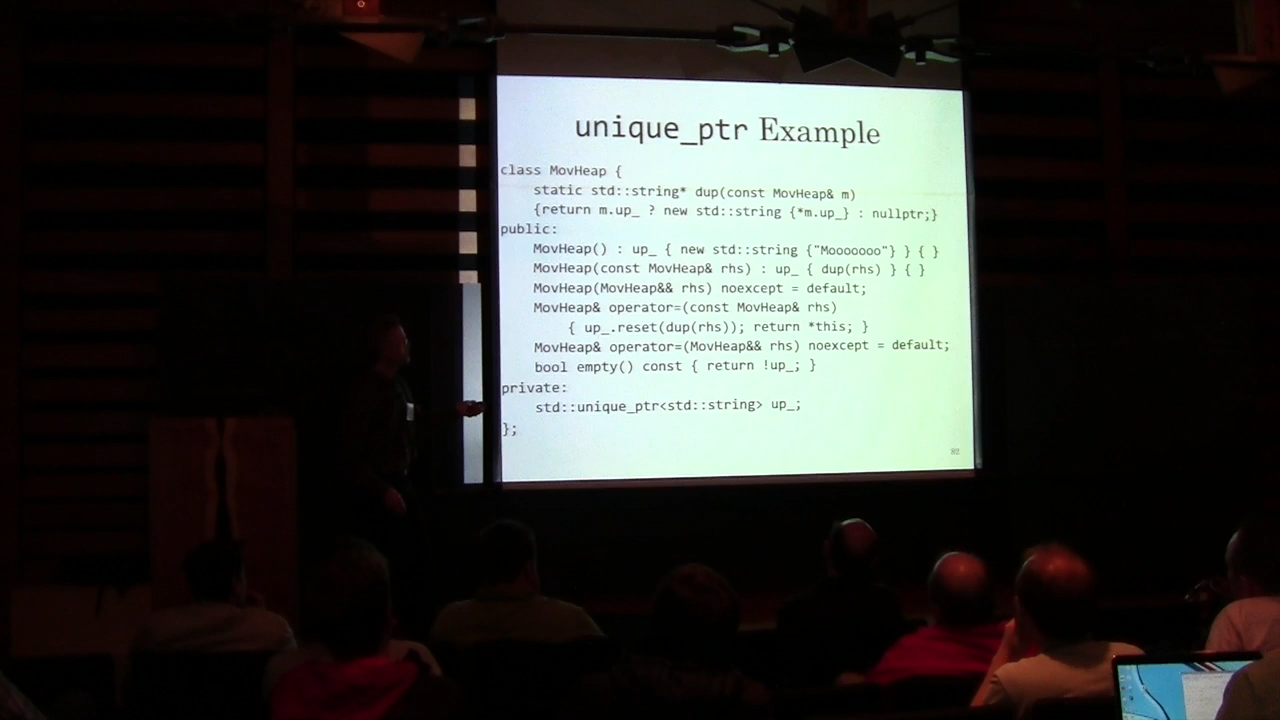 unique_ptr Example
class MovHeap {
static std::string* dup(const MovHeap& m)
{return m.up_ ? new std::string {*m.up_} : nullptr;}
public:
MovHeap() : up_ { new std::string {"Mooooooo"} } { }
MovHeap(const MovHeap& rhs) : up_ { dup(rhs) } { }
MovHeap(MovHeap&& rhs) noexcept = default;
MovHeap& operator=(const MovHeap& rhs)
{ up_.reset(dup(rhs)); return *this; }
MovHeap& operator=(MovHeap&& rhs) noexcept = default;
bool empty() const { return !up_; }
private:
std::unique_ptr<std::string> up_;
};